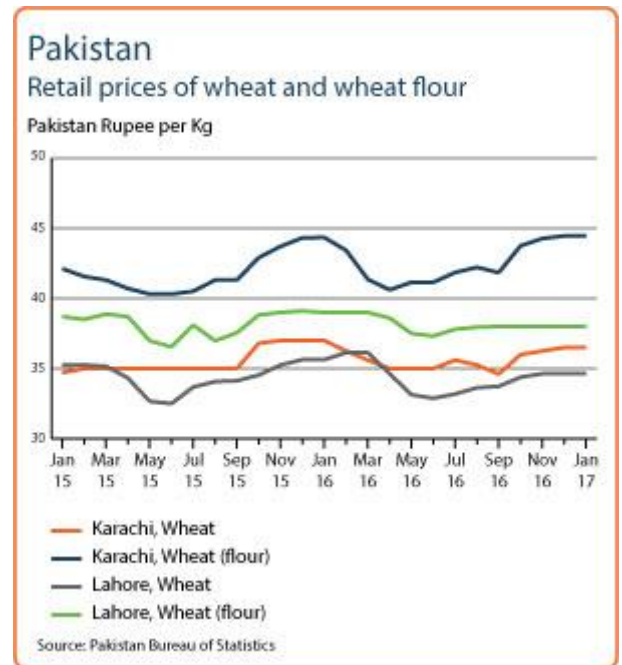 Pakistan
Retail prices of wheat and wheat flour
Pakistan Rupee per Kg
50
45
40
35
30
Jan Mar May Jul Sep Nov Jan Mar May Jul Sep Nov Jan
15 15 15 15 15 15 16 16 16 16 16 16 17
Karachi, Wheat
Karachi, Wheat (flour)
Lahore, Wheat
Lahore, Wheat (flour)
Source: Pakistan Bureau of Statistics